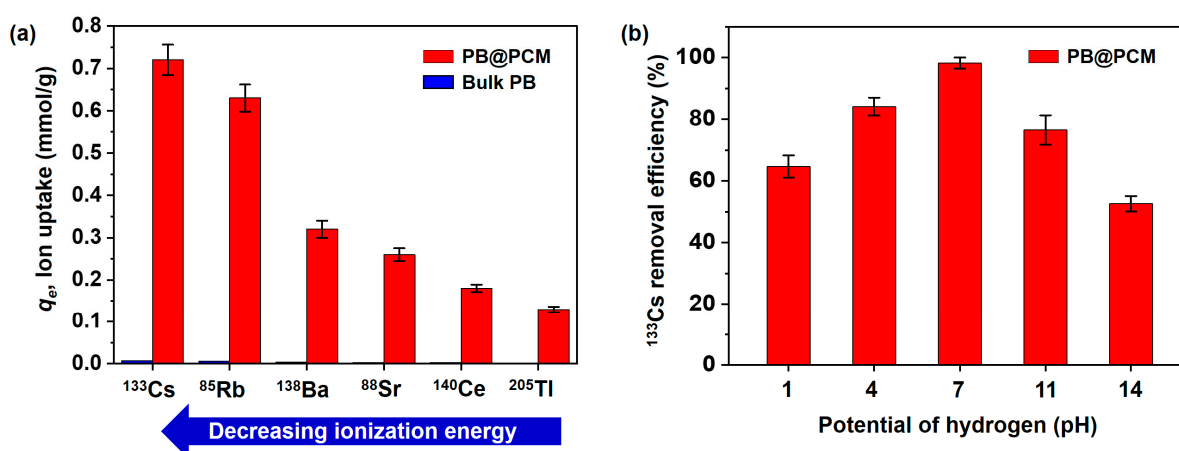 (a)
PB@PCM
Bulk PB
qe, Ion uptake (mmol/g)
0.8
0.7
0.6
0.5
0.4
0.3
0.2
0.1
0.0
¹³³Cs ⁸⁵Rb ¹³⁸Ba ⁸⁸Sr ¹⁴⁰Ce ²⁰⁵Tl
Decreasing ionization energy
(b)
PB@PCM
¹³³Cs removal efficiency (%)
100
80
60
40
20
0
1 4 7 11 14
Potential of hydrogen (pH)